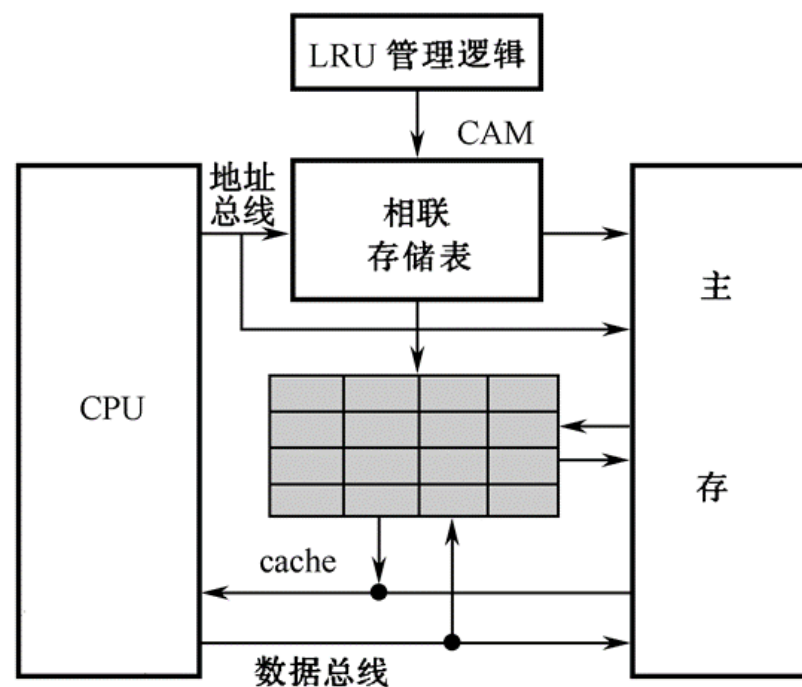 LRU 管理逻辑
CAM
地址
总线
相联
存储表
主
存
CPU
cache
数据总线